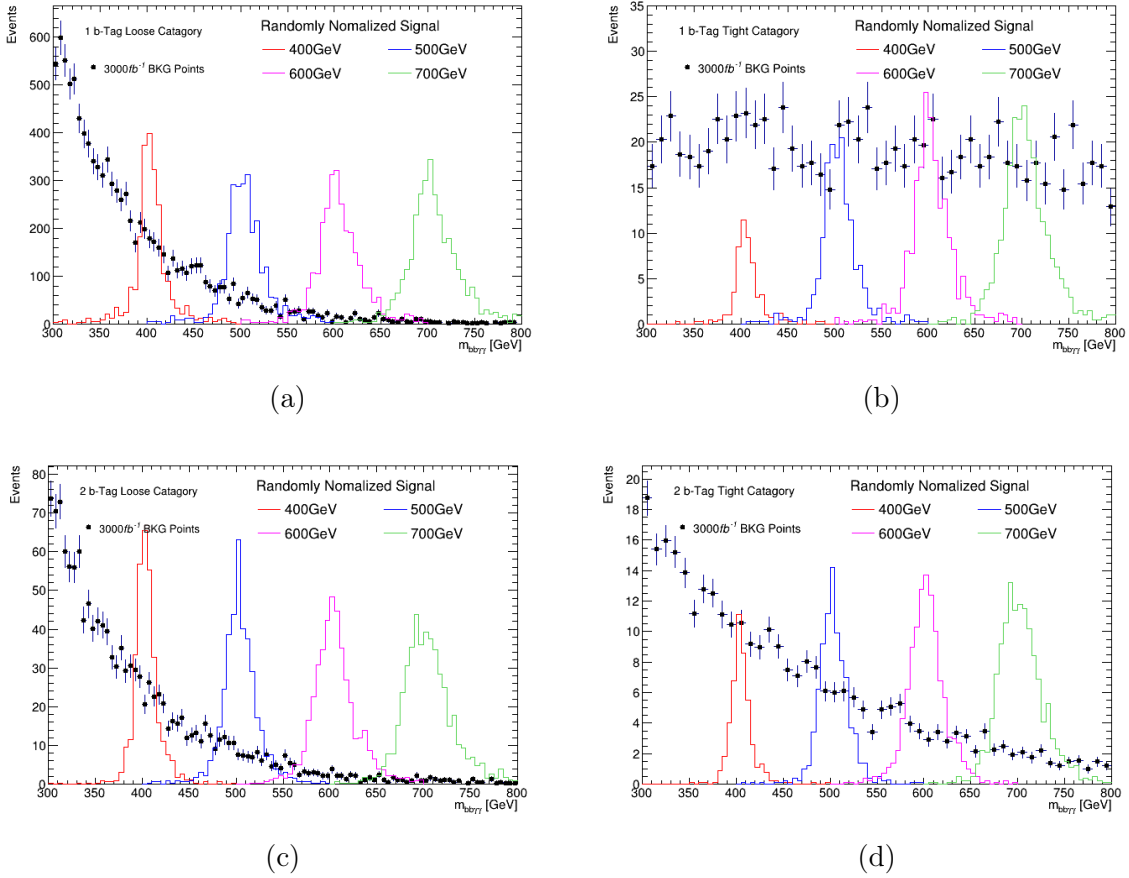 Events
600
500
400
300
200
100
0
1 b-Tag Loose Catagory
3000fb⁻¹ BKG Points
Randomly Nomalized Signal
400GeV 500GeV
600GeV 700GeV
300 350 400 450 500 550 600 650 700 750 800
m_bbγγ [GeV]
(a)
Events
35
30
25
20
15
10
5
0
1 b-Tag Tight Catagory
3000fb⁻¹ BKG Points
Randomly Nomalized Signal
400GeV 500GeV
600GeV 700GeV
300 350 400 450 500 550 600 650 700 750 800
m_bbγγ [GeV]
(b)
Events
80
70
60
50
40
30
20
10
0
2 b-Tag Loose Catagory
3000fb⁻¹ BKG Points
Randomly Nomalized Signal
400GeV 500GeV
600GeV 700GeV
300 350 400 450 500 550 600 650 700 750 800
m_bbγγ [GeV]
(c)
Events
20
18
16
14
12
10
8
6
4
2
0
2 b-Tag Tight Catagory
3000fb⁻¹ BKG Points
Randomly Nomalized Signal
400GeV 500GeV
600GeV 700GeV
300 350 400 450 500 550 600 650 700 750 800
m_bbγγ [GeV]
(d)